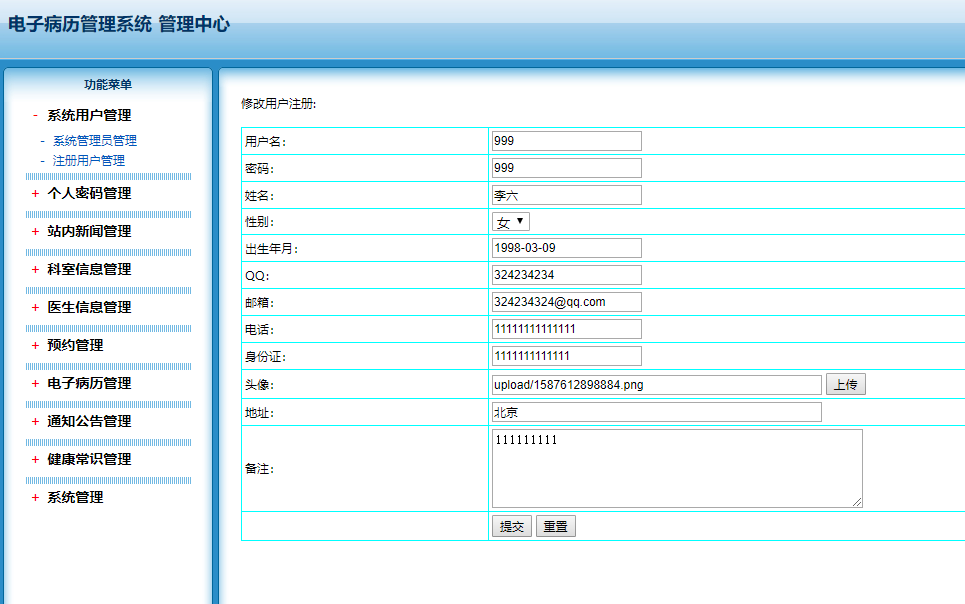 电子病历管理系统 管理中心
功能菜单
- 系统用户管理
- 系统管理员管理
- 注册用户管理
+ 个人密码管理
+ 站内新闻管理
+ 科室信息管理
+ 医生信息管理
+ 预约管理
+ 电子病历管理
+ 通知公告管理
+ 健康常识管理
+ 系统管理
修改用户注册:
用户名: 999
密码: 999
姓名: 李六
性别: 女
出生年月: 1998-03-09
QQ: 324234234
邮箱: 324234324@qq.com
电话: 11111111111111
身份证: 1111111111111
头像: upload/1587612898884.png 上传
地址: 北京
备注: 111111111
提交 重置